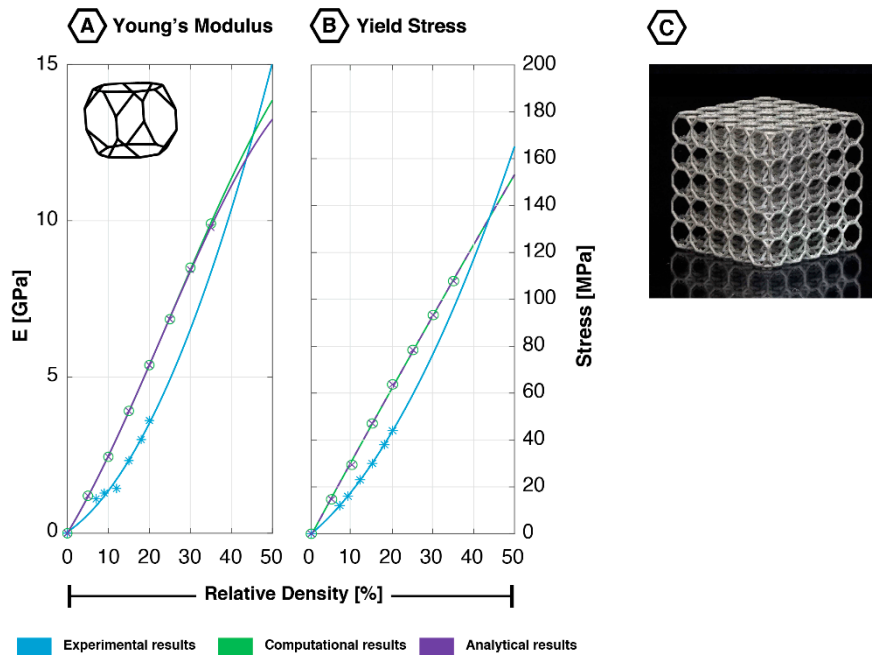 A Young's Modulus
B Yield Stress
C
15
10
5
0
E [GPa]
0 10 20 30 40 50
200
180
160
140
120
100
80
60
40
20
0
Stress [MPa]
0 10 20 30 40 50
Relative Density [%]
Experimental results
Computational results
Analytical results